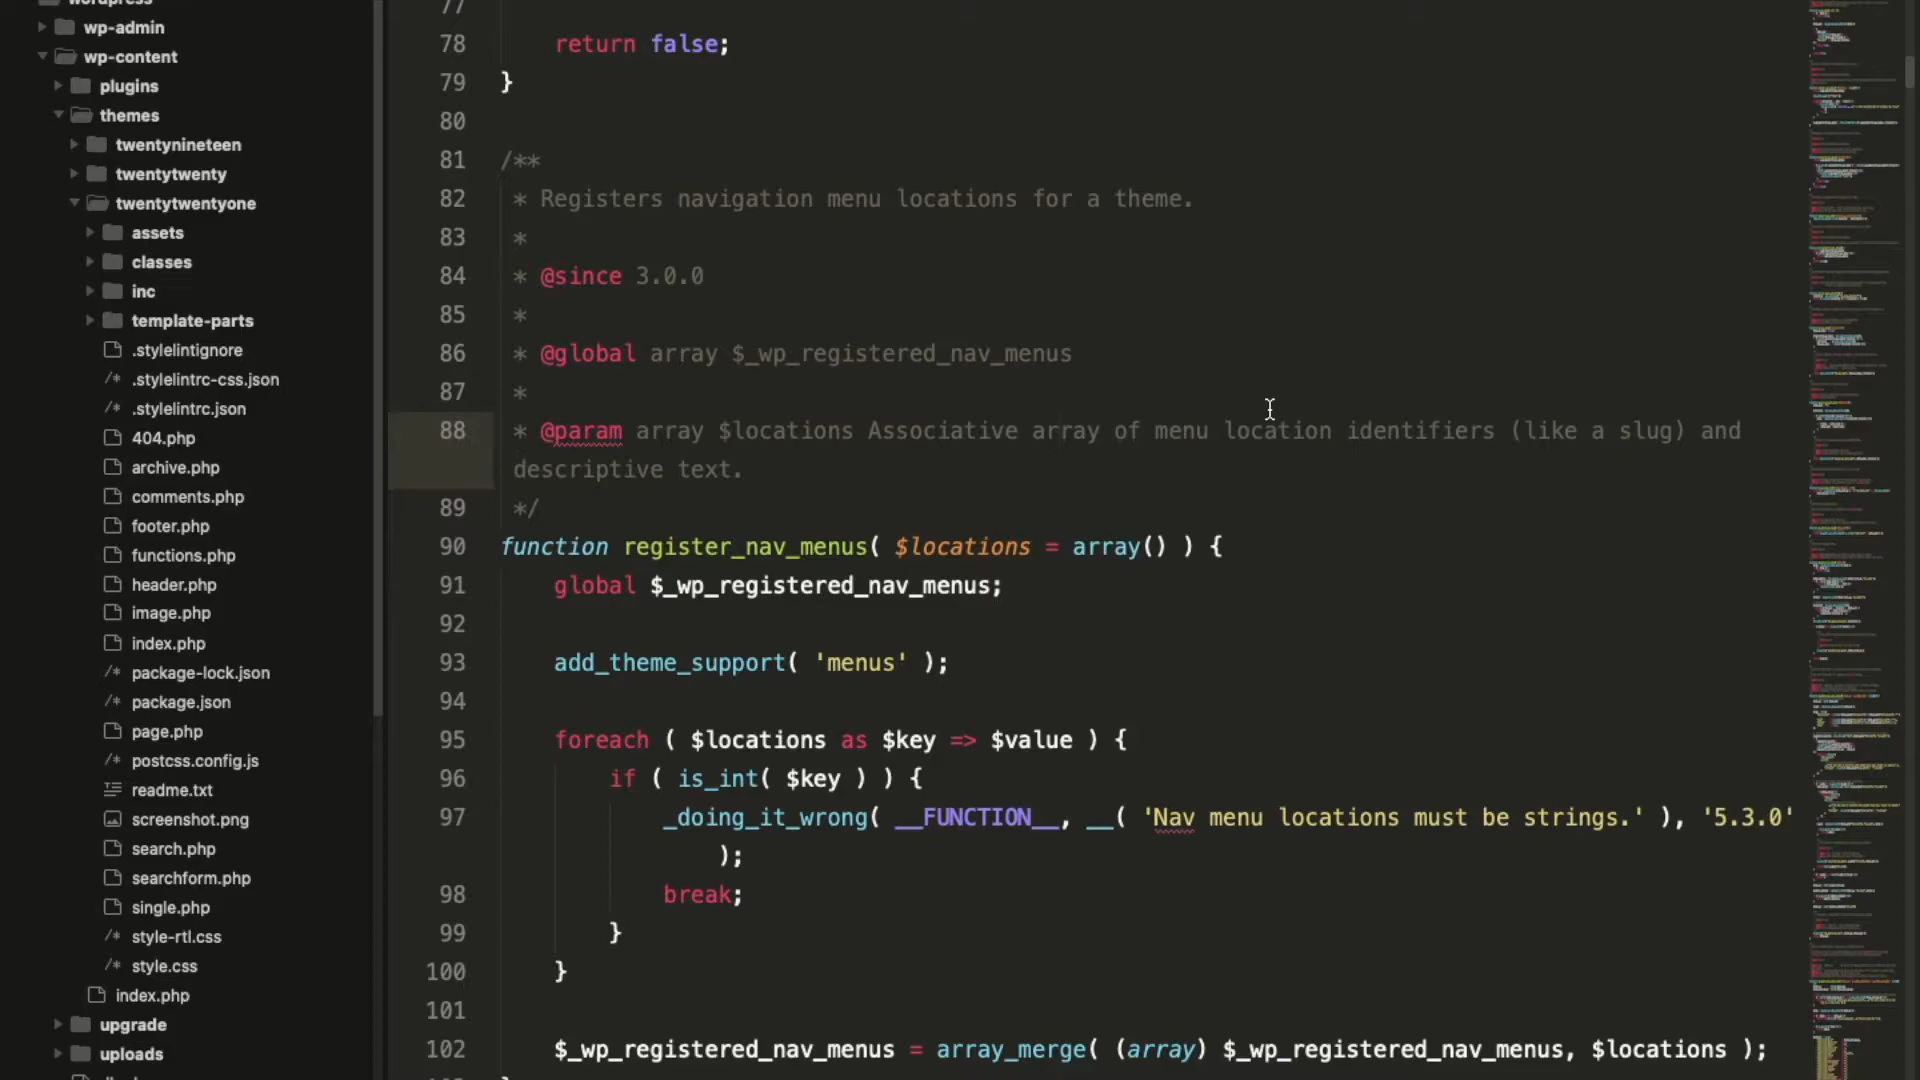 wordpress
wp-admin
wp-content
plugins
themes
twentynineteen
twentytwenty
twentytwentyone
assets
classes
inc
template-parts
.stylelintignore
/* .stylelintrc-css.json
/* .stylelintrc.json
404.php
archive.php
comments.php
footer.php
functions.php
header.php
image.php
index.php
/* package-lock.json
/* package.json
page.php
/* postcss.config.js
readme.txt
screenshot.png
search.php
searchform.php
single.php
/* style-rtl.css
/* style.css
index.php
upgrade
uploads
77
78 return false;
79 }
80
81 /**
82 * Registers navigation menu locations for a theme.
83 *
84 * @since 3.0.0
85 *
86 * @global array $_wp_registered_nav_menus
87 *
88 * @param array $locations Associative array of menu location identifiers (like a slug) and
descriptive text.
89 */
90 function register_nav_menus( $locations = array() ) {
91 global $_wp_registered_nav_menus;
92
93 add_theme_support( 'menus' );
94
95 foreach ( $locations as $key => $value ) {
96 if ( is_int( $key ) ) {
97 _doing_it_wrong( __FUNCTION__, __( 'Nav menu locations must be strings.' ), '5.3.0'
);
98 break;
99 }
100 }
101
102 $_wp_registered_nav_menus = array_merge( (array) $_wp_registered_nav_menus, $locations );